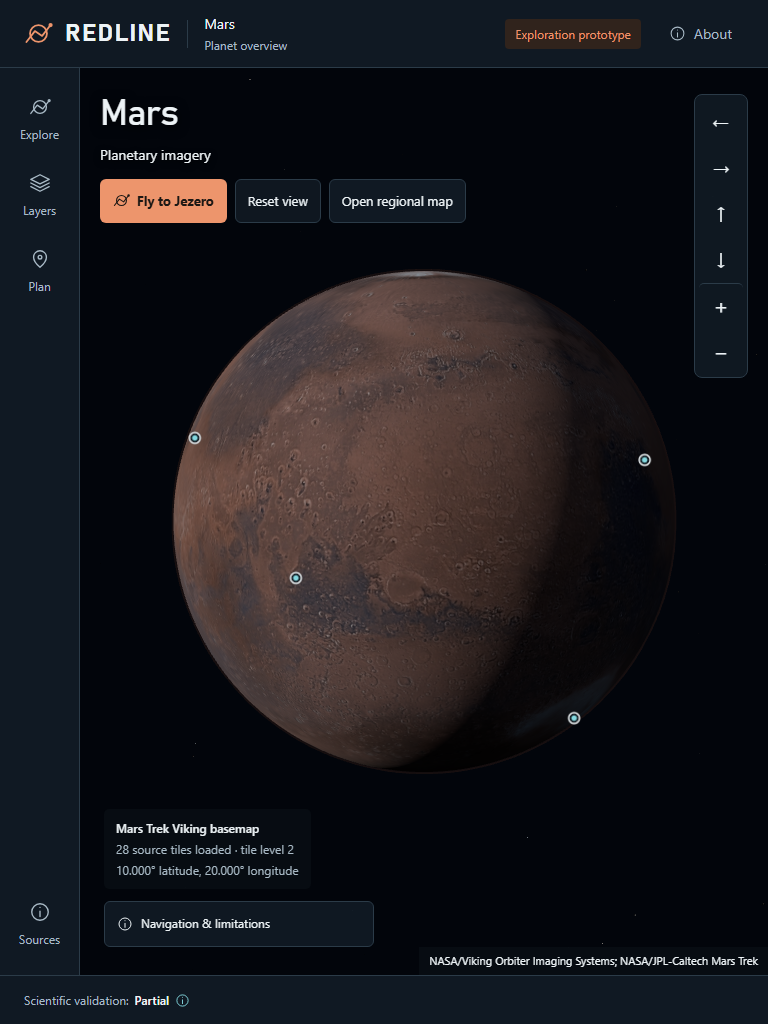 REDLINE
Mars
Planet overview
Exploration prototype
About
Explore
Layers
Plan
Sources
Mars
Planetary imagery
Fly to Jezero
Reset view
Open regional map
←
→
↑
↓
+
−
Mars Trek Viking basemap
28 source tiles loaded · tile level 2
10.000° latitude, 20.000° longitude
Navigation & limitations
NASA/Viking Orbiter Imaging Systems; NASA/JPL-Caltech Mars Trek
Scientific validation: Partial